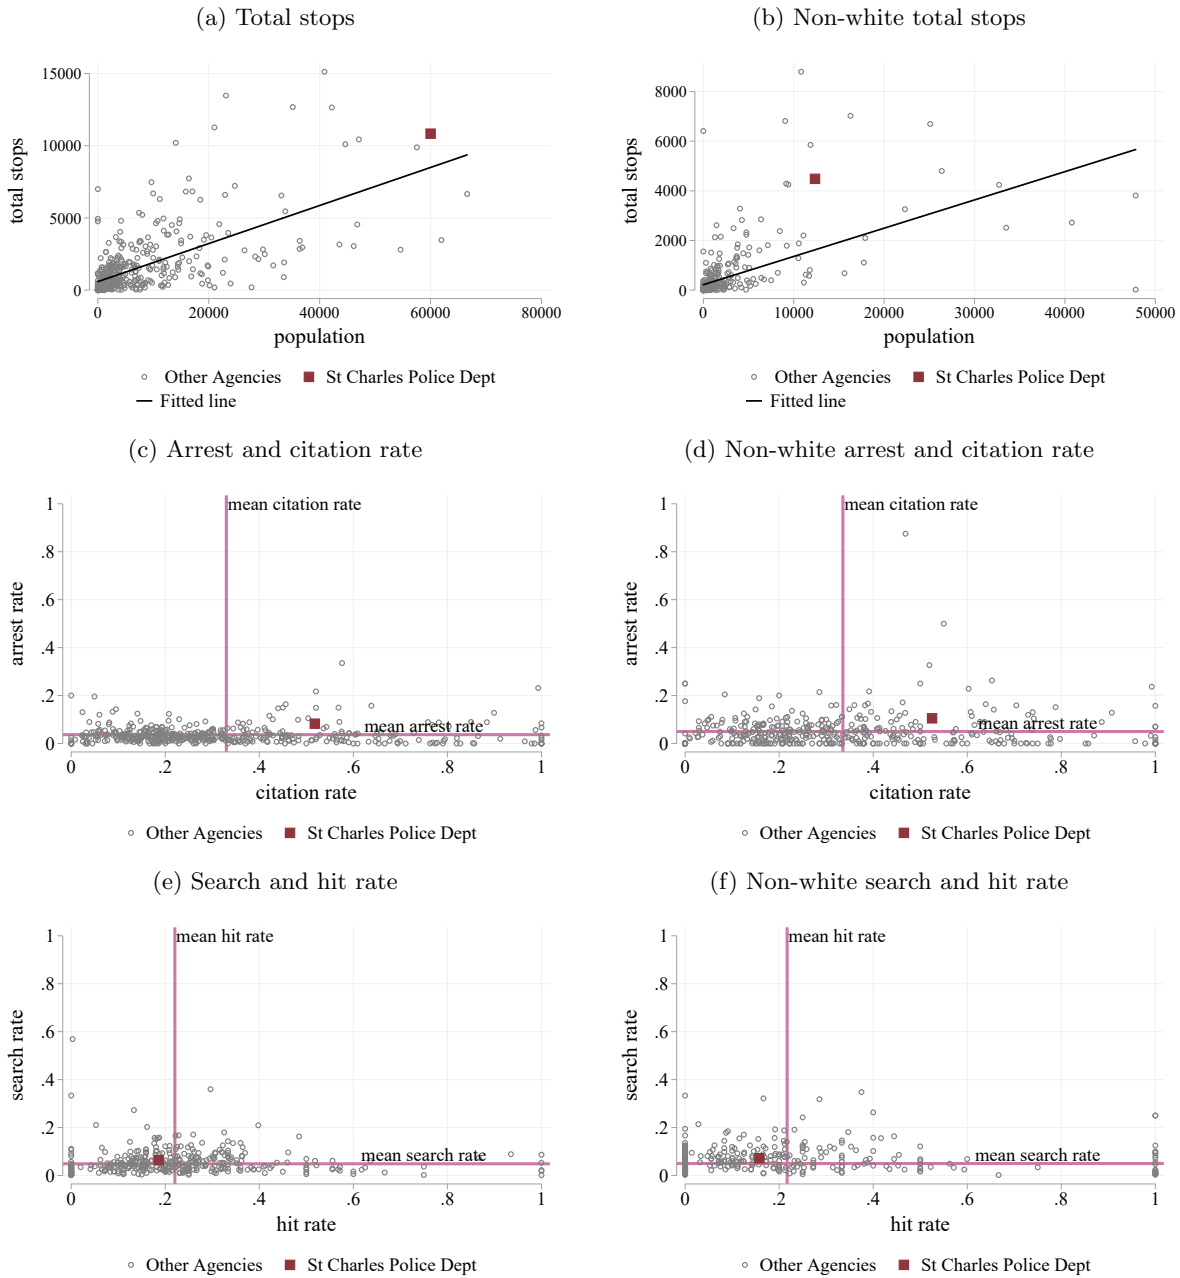 (a) Total stops
(b) Non-white total stops
total stops
15000
10000
5000
0
0 20000 40000 60000 80000
population
Other Agencies St Charles Police Dept
Fitted line
total stops
8000
6000
4000
2000
0
0 10000 20000 30000 40000 50000
population
Other Agencies St Charles Police Dept
Fitted line
(c) Arrest and citation rate
(d) Non-white arrest and citation rate
arrest rate
1
.8
.6
.4
.2
0
mean citation rate
mean arrest rate
0 .2 .4 .6 .8 1
citation rate
Other Agencies St Charles Police Dept
arrest rate
1
.8
.6
.4
.2
0
mean citation rate
mean arrest rate
0 .2 .4 .6 .8 1
citation rate
Other Agencies St Charles Police Dept
(e) Search and hit rate
(f) Non-white search and hit rate
search rate
1
.8
.6
.4
.2
0
mean hit rate
mean search rate
0 .2 .4 .6 .8 1
hit rate
Other Agencies St Charles Police Dept
search rate
1
.8
.6
.4
.2
0
mean hit rate
mean search rate
0 .2 .4 .6 .8 1
hit rate
Other Agencies St Charles Police Dept